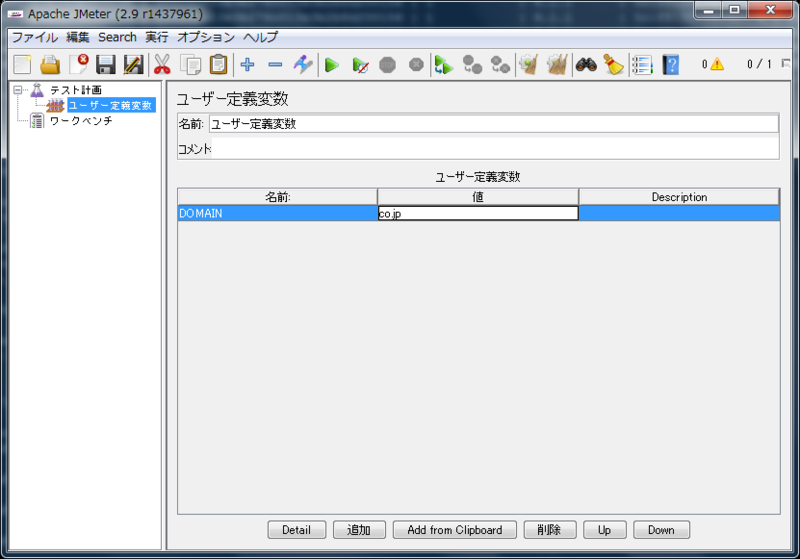 Apache JMeter (2.9 r1437961)
ファイル 編集 Search 実行 オプション ヘルプ
0 0 / 1
テスト計画
ユーザー定義変数
ワークベンチ
ユーザー定義変数
名前: ユーザー定義変数
コメント
ユーザー定義変数
名前: 値 Description
DOMAIN co.jp
Detail 追加 Add from Clipboard 削除 Up Down